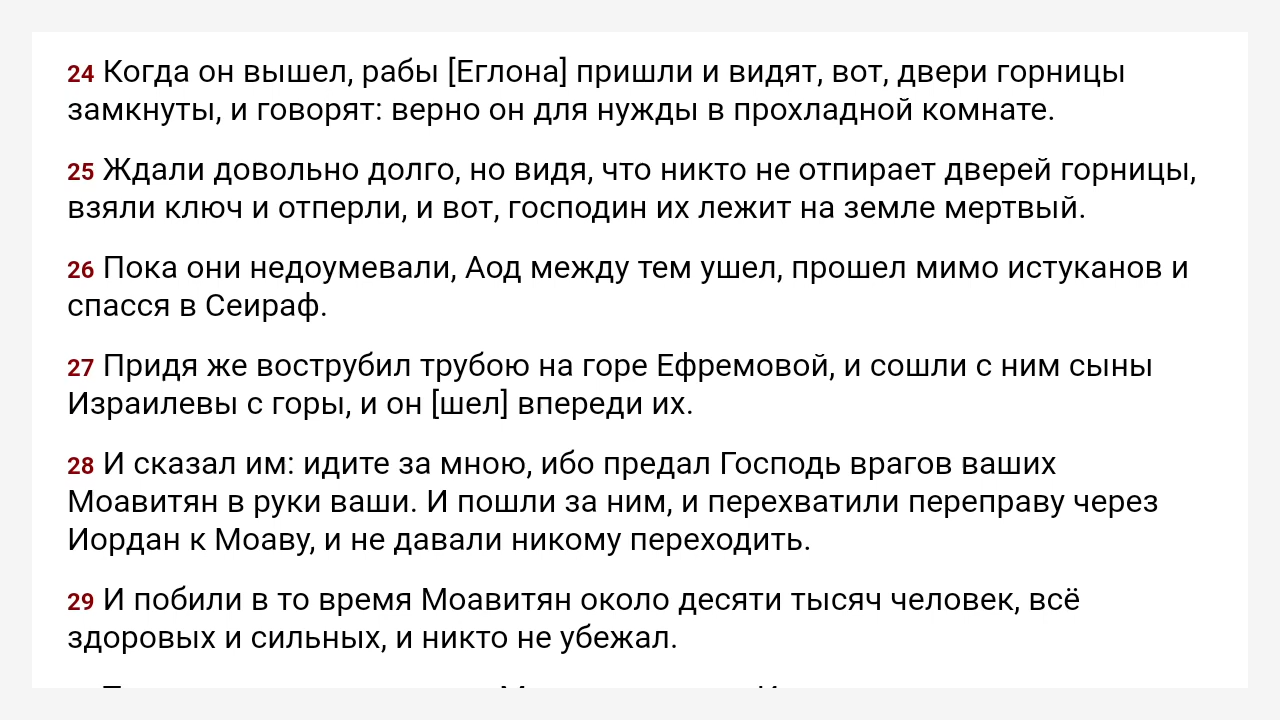 24 Когда он вышел, рабы [Еглона] пришли и видят, вот, двери горницы
замкнуты, и говорят: верно он для нужды в прохладной комнате.
25 Ждали довольно долго, но видя, что никто не отпирает дверей горницы,
взяли ключ и отперли, и вот, господин их лежит на земле мертвый.
26 Пока они недоумевали, Аод между тем ушел, прошел мимо истуканов и
спасся в Сеираф.
27 Придя же вострубил трубою на горе Ефремовой, и сошли с ним сыны
Израилевы с горы, и он [шел] впереди их.
28 И сказал им: идите за мною, ибо предал Господь врагов ваших
Моавитян в руки ваши. И пошли за ним, и перехватили переправу через
Иордан к Моаву, и не давали никому переходить.
29 И побили в то время Моавитян около десяти тысяч человек, всё
здоровых и сильных, и никто не убежал.